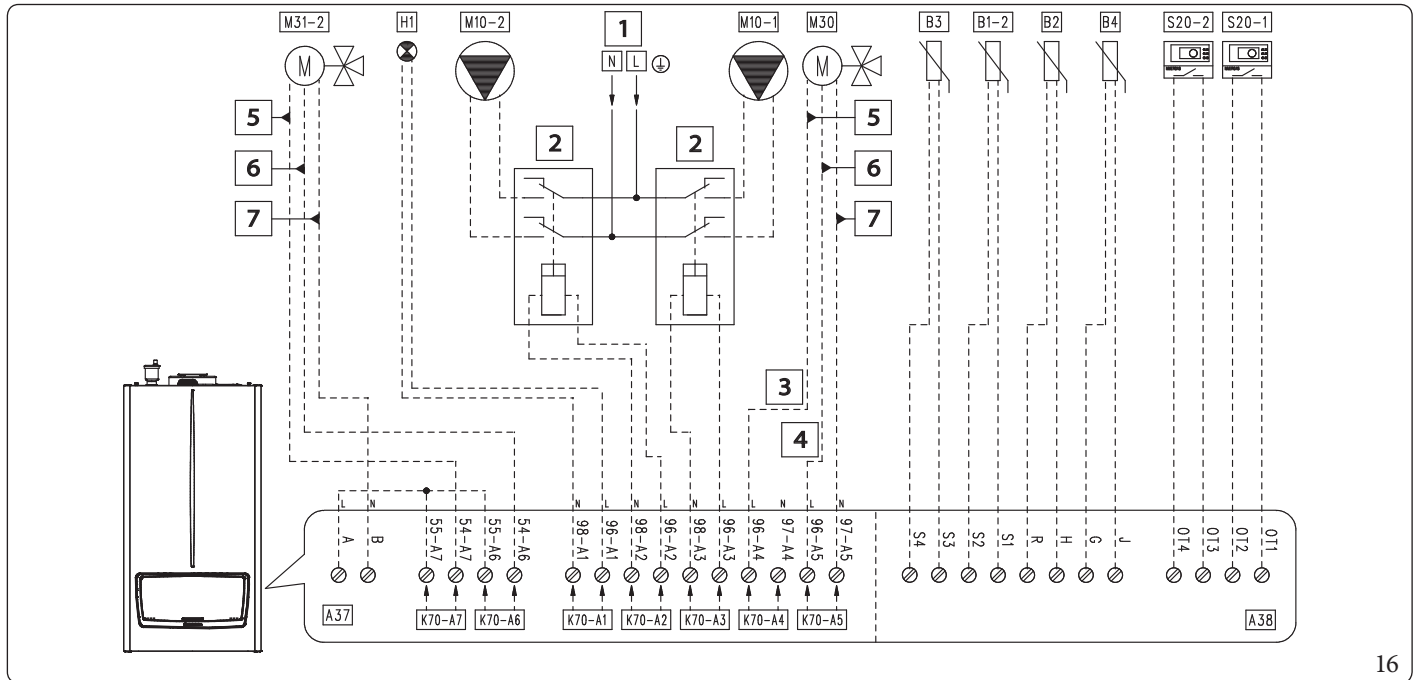 M31-2 H1 M10-2 1 M10-1 M30 B3 B1-2 B2 B4 S20-2 S20-1
M N L M
5 5
2 2
6 6
7 7
3
4
L N N L N L N L L N L N
A B 55-A7 54-A7 55-A6 54-A6 98-A1 96-A1 98-A2 96-A2 98-A3 96-A3 96-A4 97-A4 96-A5 97-A5 S4 S3 S2 S1 R H G J OT4 OT3 OT2 OT1
A37 K70-A7 K70-A6 K70-A1 K70-A2 K70-A3 K70-A4 K70-A5 A38
16